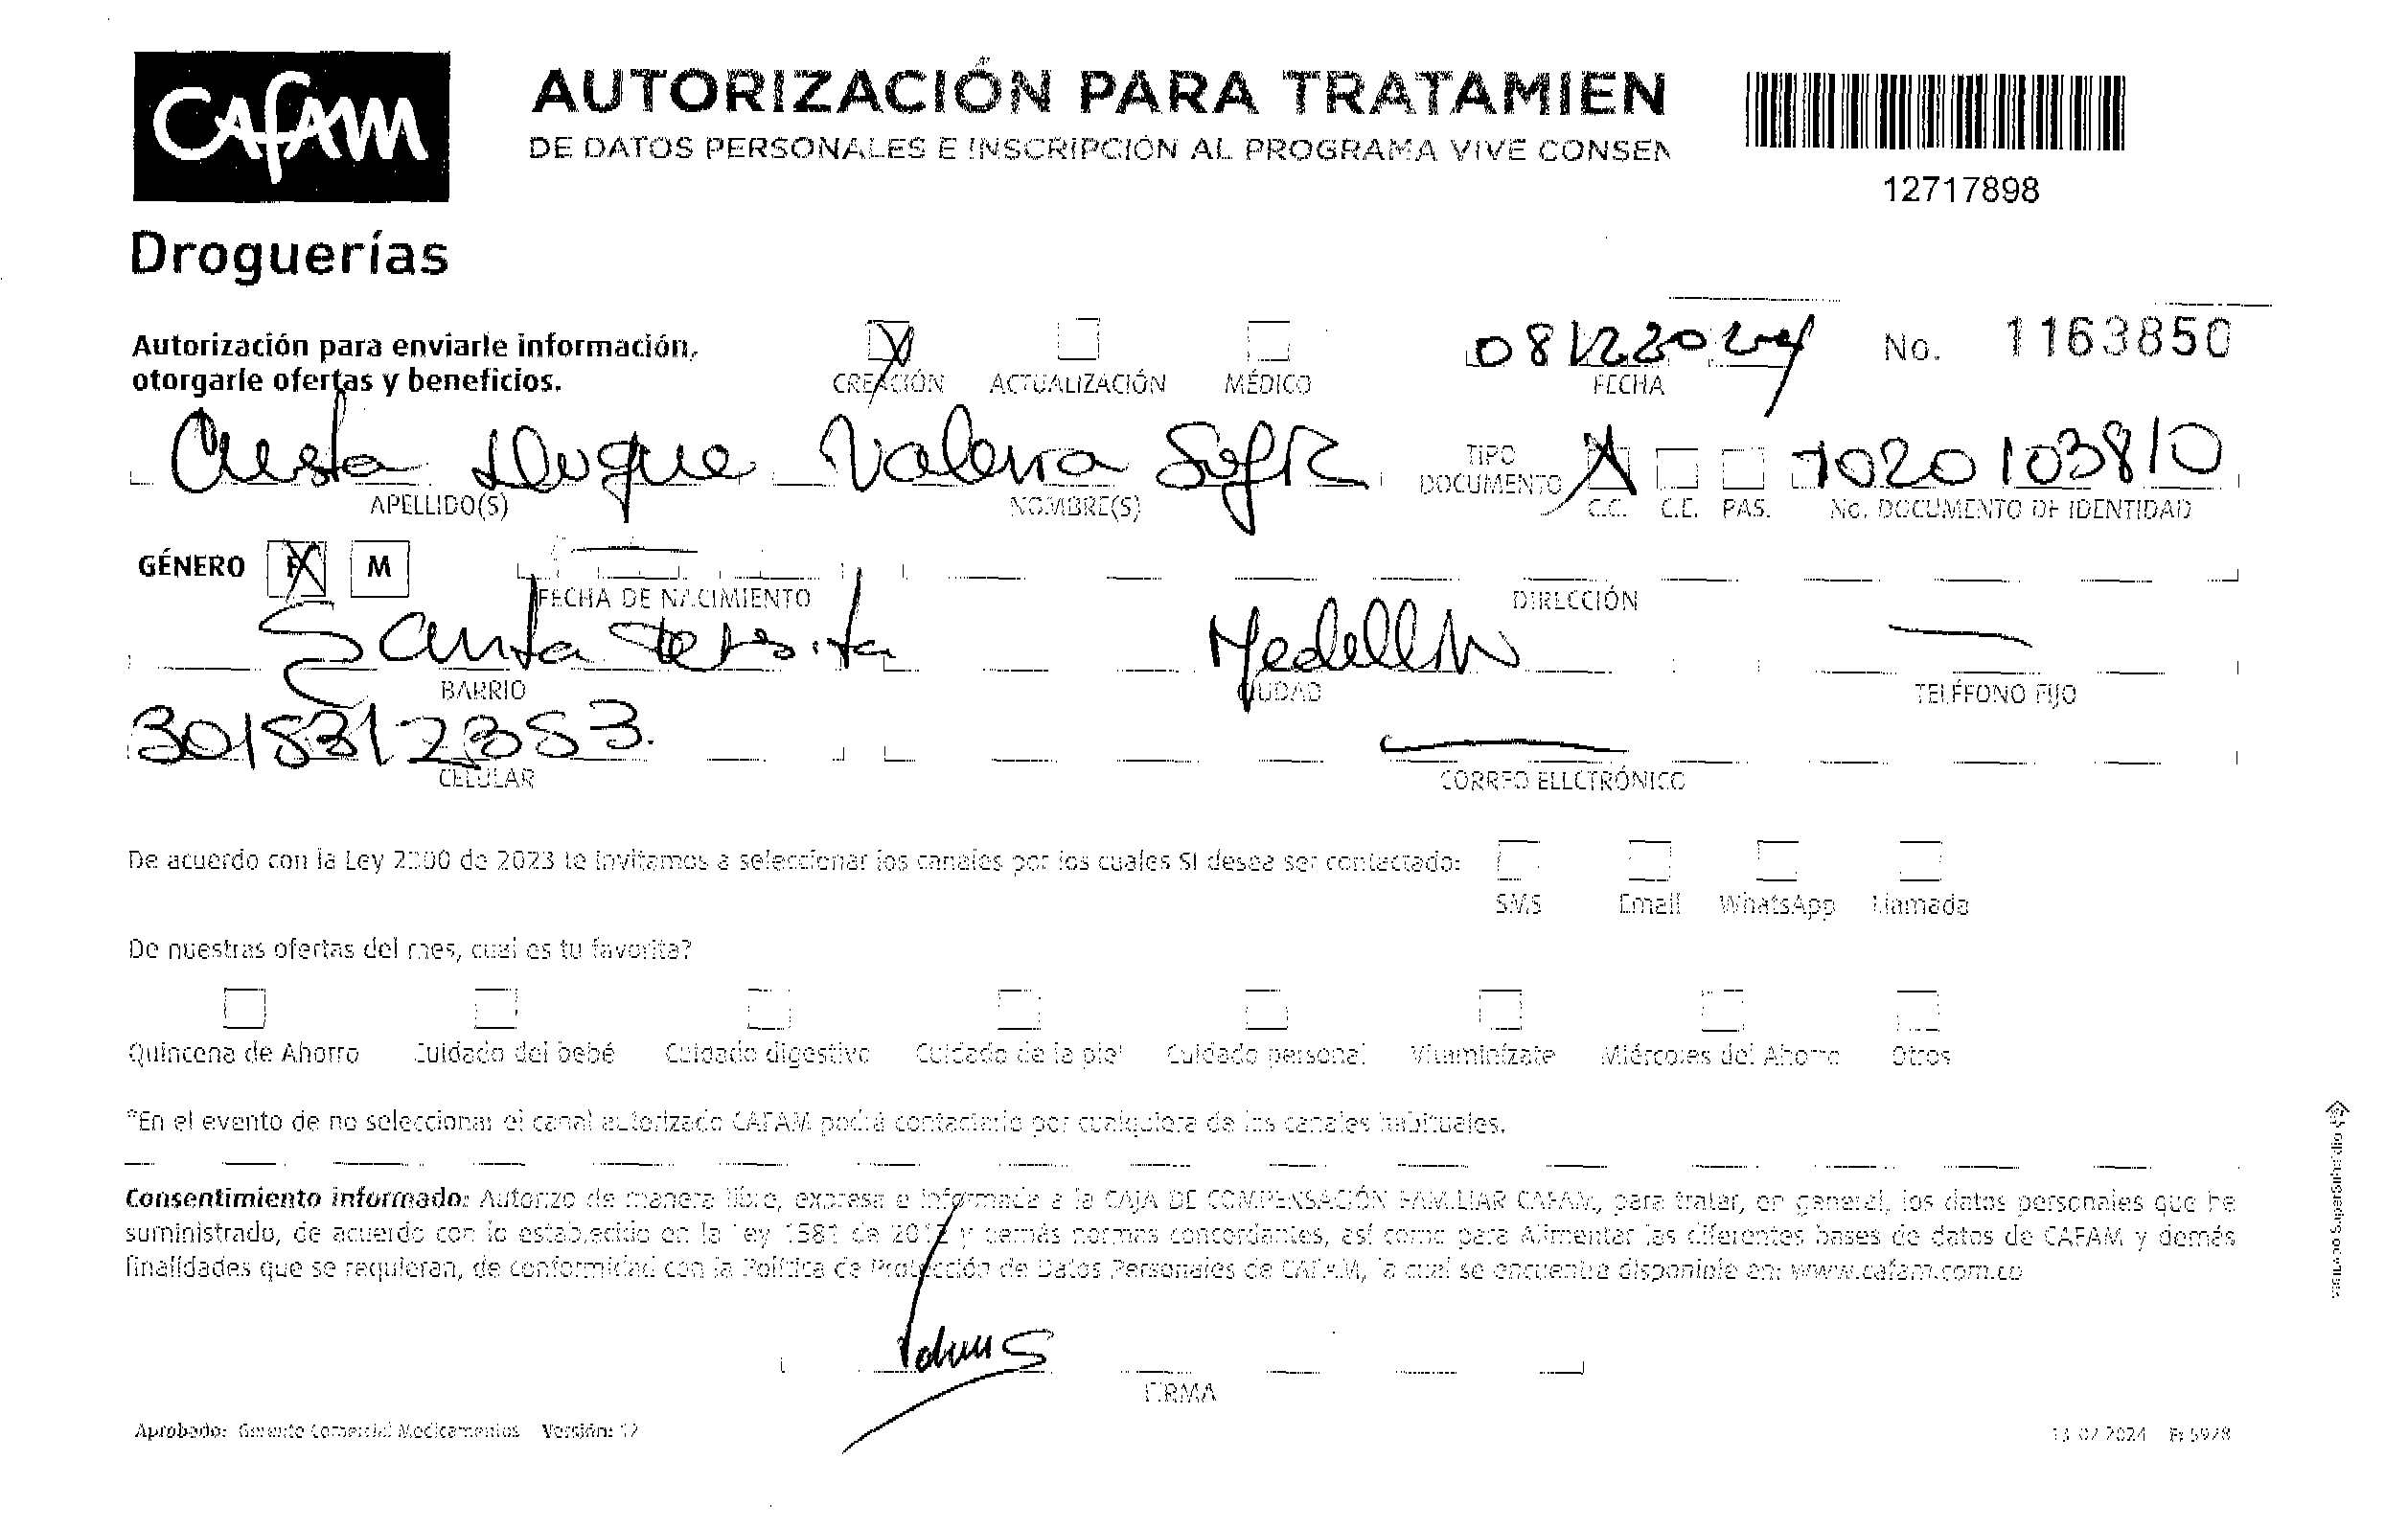 CAFAM
Droguerías
AUTORIZACIÓN PARA TRATAMIEN
DE DATOS PERSONALES E INSCRIPCIÓN AL PROGRAMA VIVE CONSEN
12717898
Autorización para enviarle información,
otorgarle ofertas y beneficios.
X
CREACIÓN ACTUALIZACIÓN MÉDICO
08122024
FECHA
No. 1163850
Cuesta Duque Valeria Sofia
APELLIDO(S) NOMBRE(S)
TIPO DOCUMENTO X C.C. C.E. PAS.
1020103810
No. DOCUMENTO DE IDENTIDAD
GÉNERO F M
FECHA DE NACIMIENTO DIRECCIÓN
Santa Teresita Medellin
BARRIO CIUDAD TELÉFONO FIJO
3018312353.
CELULAR CORREO ELECTRÓNICO
De acuerdo con la Ley 2300 de 2023 te invitamos a seleccionar los canales por los cuales SI desea ser contactado:
SMS Email WhatsApp Llamada
De nuestras ofertas del mes, cual es tu favorita?
Quincena de Ahorro Cuidado del bebé Cuidado digestivo Cuidado de la piel Cuidado personal Vitaminízate Miércoles del Ahorro Otros
*En el evento de no seleccionar el canal autorizado CAFAM podrá contactarlo por cualquiera de los canales habituales.
Consentimiento informado: Autorizo de manera libre, expresa e informada a la CAJA DE COMPENSACIÓN FAMILIAR CAFAM, para tratar, en general, los datos personales que he
suministrado, de acuerdo con lo establecido en la Ley 1581 de 2012 y demás normas concordantes, así como para Alimentar las diferentes bases de datos de CAFAM y demás
finalidades que se requieran, de conformidad con la Política de Protección de Datos Personales de CAFAM, la cual se encuentra disponible en: www.cafam.com.co
FIRMA
Aprobado: Gerente Comercial Medicamentos Versión: 12
13 02 2024 Fr 5928